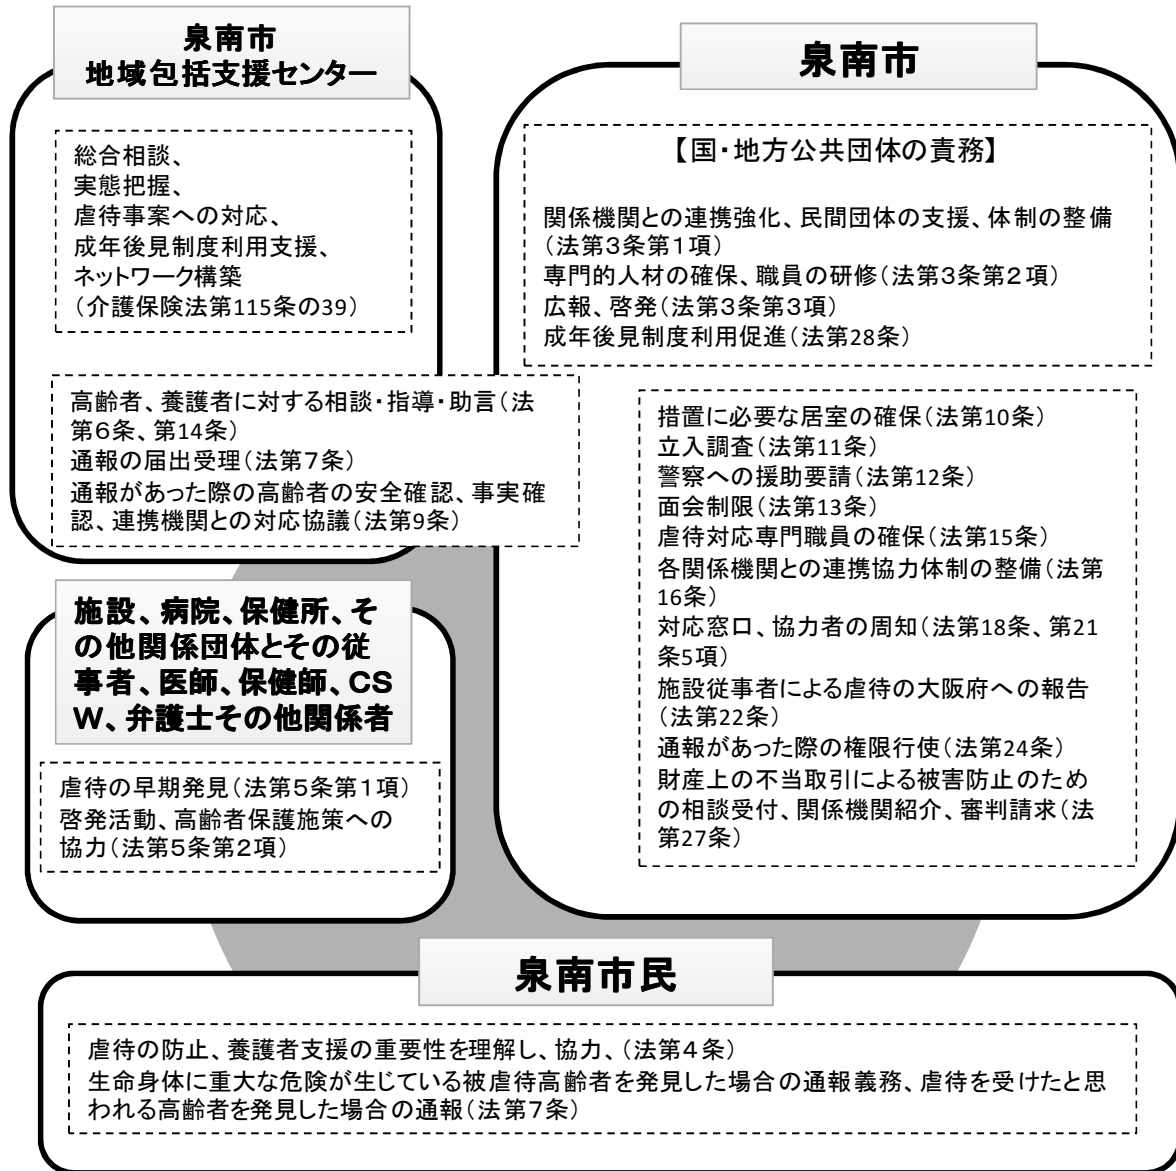 泉南市
地域包括支援センター
総合相談、
実態把握、
虐待事案への対応、
成年後見制度利用支援、
ネットワーク構築
（介護保険法第115条の39）
泉南市
【国・地方公共団体の責務】
関係機関との連携強化、民間団体の支援、体制の整備
（法第３条第１項）
専門的人材の確保、職員の研修（法第３条第２項）
広報、啓発（法第３条第３項）
成年後見制度利用促進（法第28条）
高齢者、養護者に対する相談・指導・助言（法
第６条、第14条）
通報の届出受理（法第７条）
通報があった際の高齢者の安全確認、事実確
認、連携機関との対応協議（法第9条）
措置に必要な居室の確保（法第10条）
立入調査（法第11条）
警察への援助要請（法第12条）
面会制限（法第13条）
虐待対応専門職員の確保（法第15条）
各関係機関との連携協力体制の整備（法第
16条）
対応窓口、協力者の周知（法第18条、第21
条5項）
施設従事者による虐待の大阪府への報告
（法第22条）
通報があった際の権限行使（法第24条）
財産上の不当取引による被害防止のため
の相談受付、関係機関紹介、審判請求（法
第27条）
施設、病院、保健所、そ
の他関係団体とその従
事者、医師、保健師、ＣＳ
Ｗ、弁護士その他関係者
虐待の早期発見（法第５条第１項）
啓発活動、高齢者保護施策への
協力（法第５条第２項）
泉南市民
虐待の防止、養護者支援の重要性を理解し、協力、（法第４条）
生命身体に重大な危険が生じている被虐待高齢者を発見した場合の通報義務、虐待を受けたと思
われる高齢者を発見した場合の通報（法第７条）